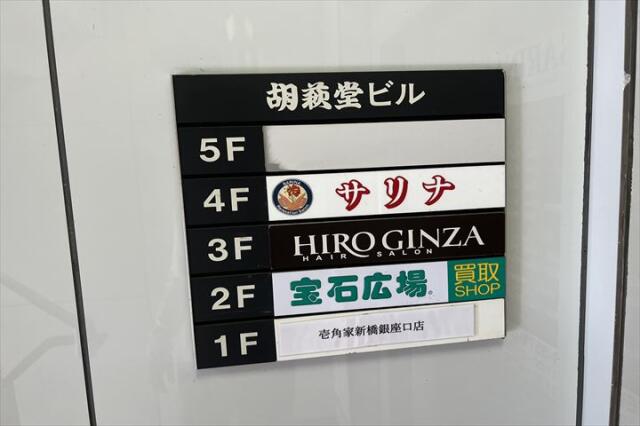 胡萩堂ビル
5F
4F サリナ
3F HIRO GINZA
HAIR SALON
2F 宝石広場 買取
SHOP
1F 壱角家新橋銀座口店